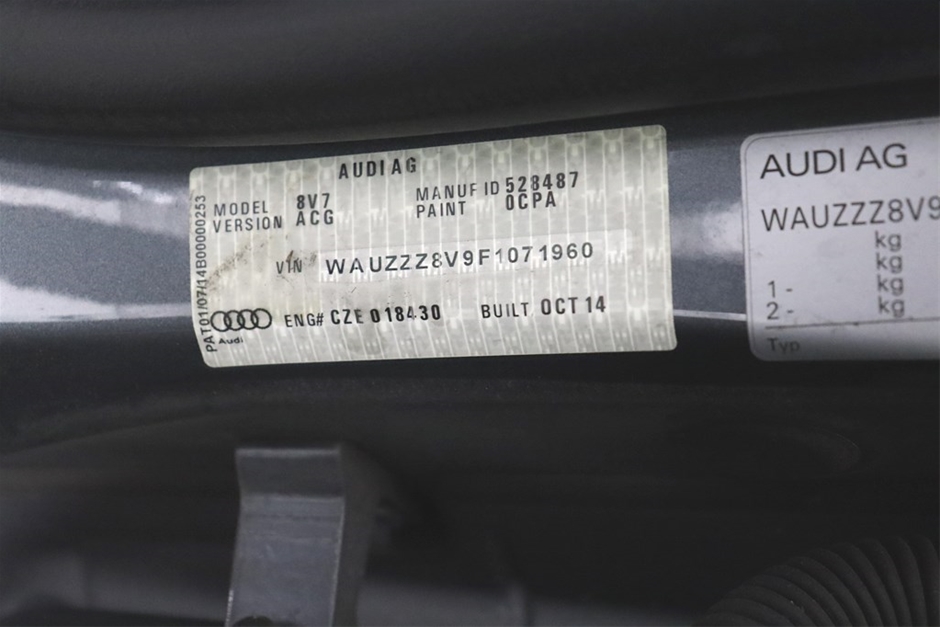 AUDI AG
MODEL 8V7 MANUF ID 528487
VERSION ACG PAINT 0CPA
VIN WAUZZZ8V9F1071960
ENG# CZE 018430 BUILT OCT 14
Audi
PAT01/07/14B00000253
AUDI AG
WAUZZZ8V9
kg
kg
1 - kg
2 - kg
Typ